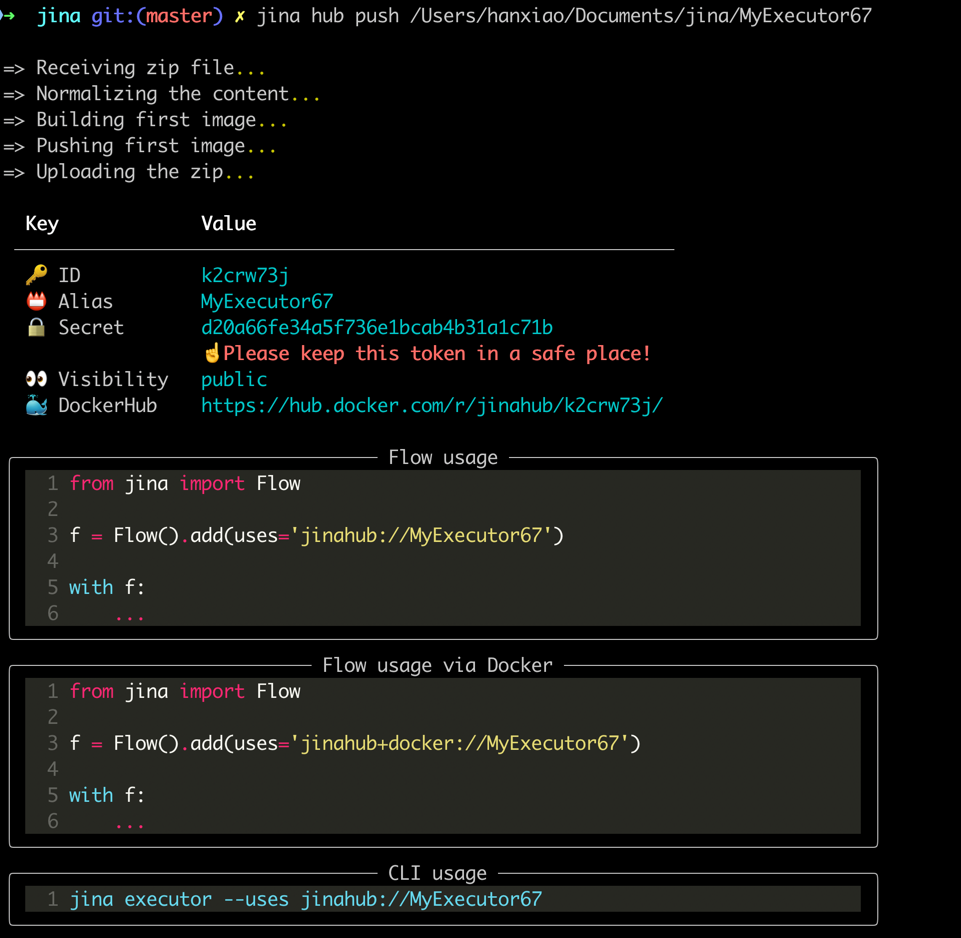 → jina git:(master) ✗ jina hub push /Users/hanxiao/Documents/jina/MyExecutor67
=> Receiving zip file...
=> Normalizing the content...
=> Building first image...
=> Pushing first image...
=> Uploading the zip...
Key Value
🔑 ID k2crw73j
📛 Alias MyExecutor67
🔒 Secret d20a66fe34a5f736e1bcab4b31a1c71b
☝️Please keep this token in a safe place!
👀 Visibility public
🐳 DockerHub https://hub.docker.com/r/jinahub/k2crw73j/
Flow usage
1 from jina import Flow
2
3 f = Flow().add(uses='jinahub://MyExecutor67')
4
5 with f:
6 ...
Flow usage via Docker
1 from jina import Flow
2
3 f = Flow().add(uses='jinahub+docker://MyExecutor67')
4
5 with f:
6 ...
CLI usage
1 jina executor --uses jinahub://MyExecutor67